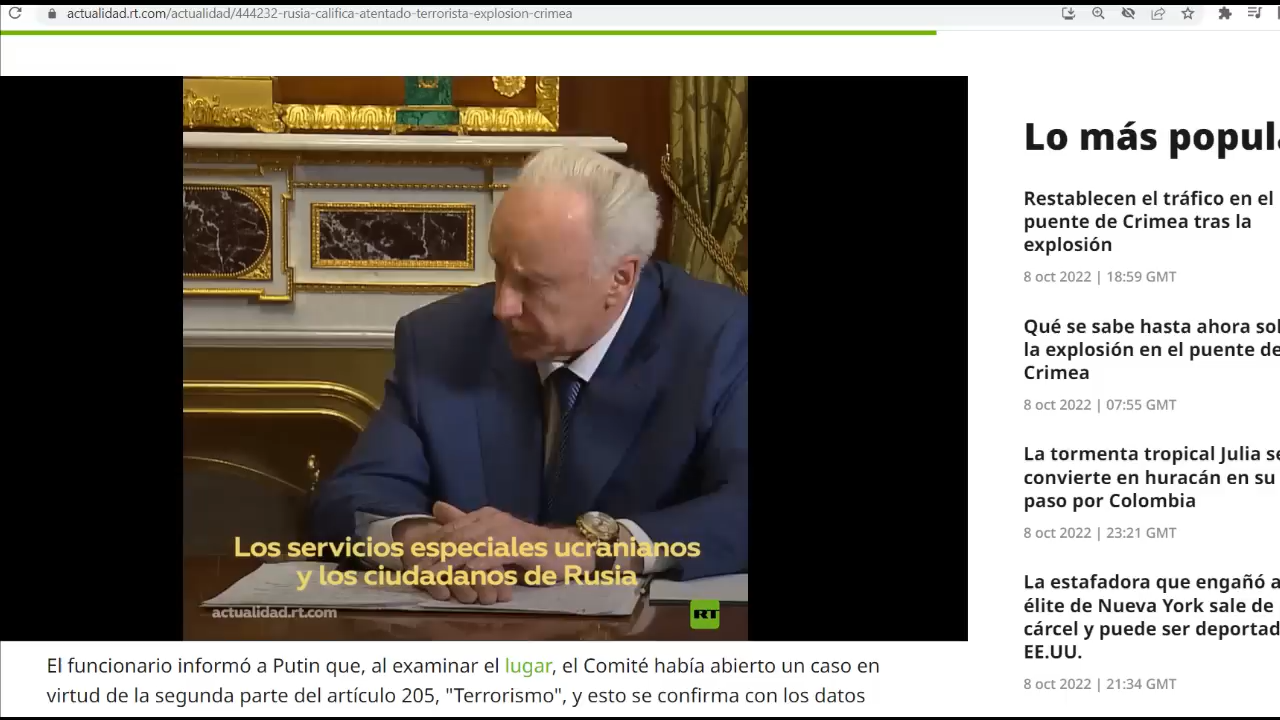 actualidad.rt.com/actualidad/444232-rusia-califica-atentado-terrorista-explosion-crimea
Los servicios especiales ucranianos
y los ciudadanos de Rusia
actualidad.rt.com
RT
El funcionario informó a Putin que, al examinar el lugar, el Comité había abierto un caso en
virtud de la segunda parte del artículo 205, "Terrorismo", y esto se confirma con los datos
Lo más popula
Restablecen el tráfico en el
puente de Crimea tras la
explosión
8 oct 2022 | 18:59 GMT
Qué se sabe hasta ahora so
la explosión en el puente de
Crimea
8 oct 2022 | 07:55 GMT
La tormenta tropical Julia se
convierte en huracán en su
paso por Colombia
8 oct 2022 | 23:21 GMT
La estafadora que engañó a
élite de Nueva York sale de
cárcel y puede ser deportad
EE.UU.
8 oct 2022 | 21:34 GMT